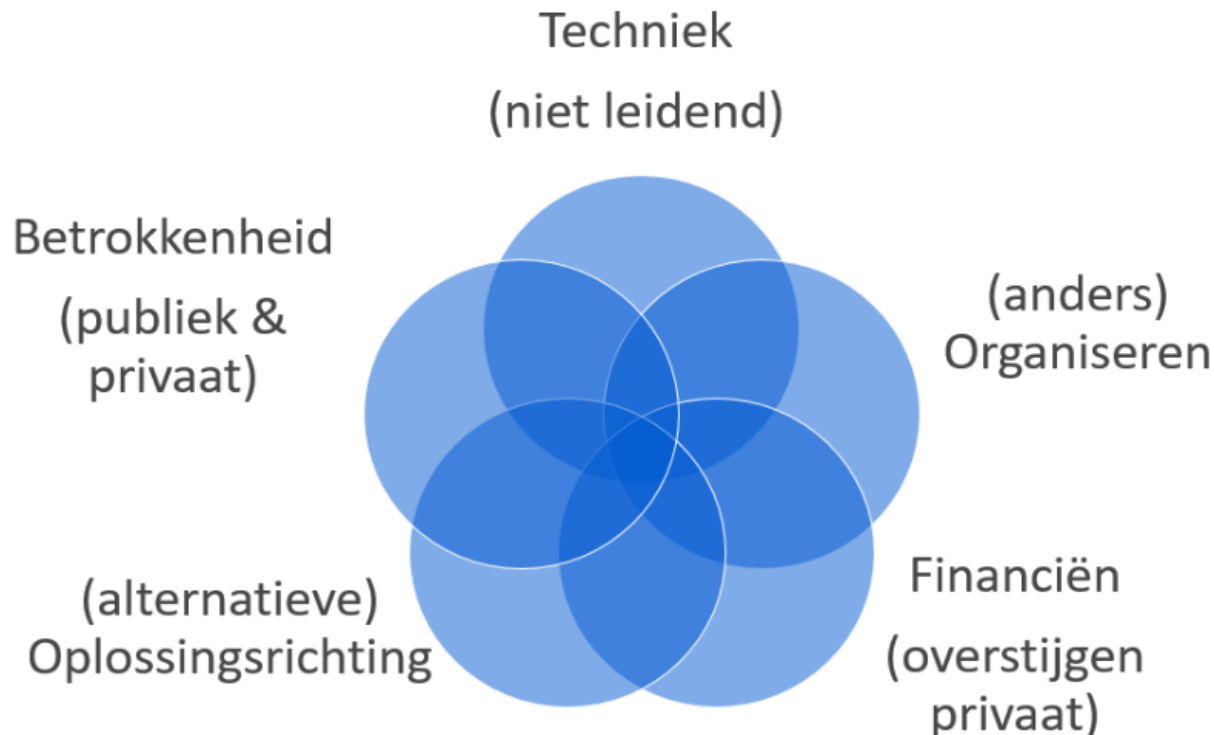 Techniek
(niet leidend)
Betrokkenheid
(publiek &
privaat)
(anders)
Organiseren
(alternatieve)
Oplossingsrichting
Financiën
(overstijgen
privaat)